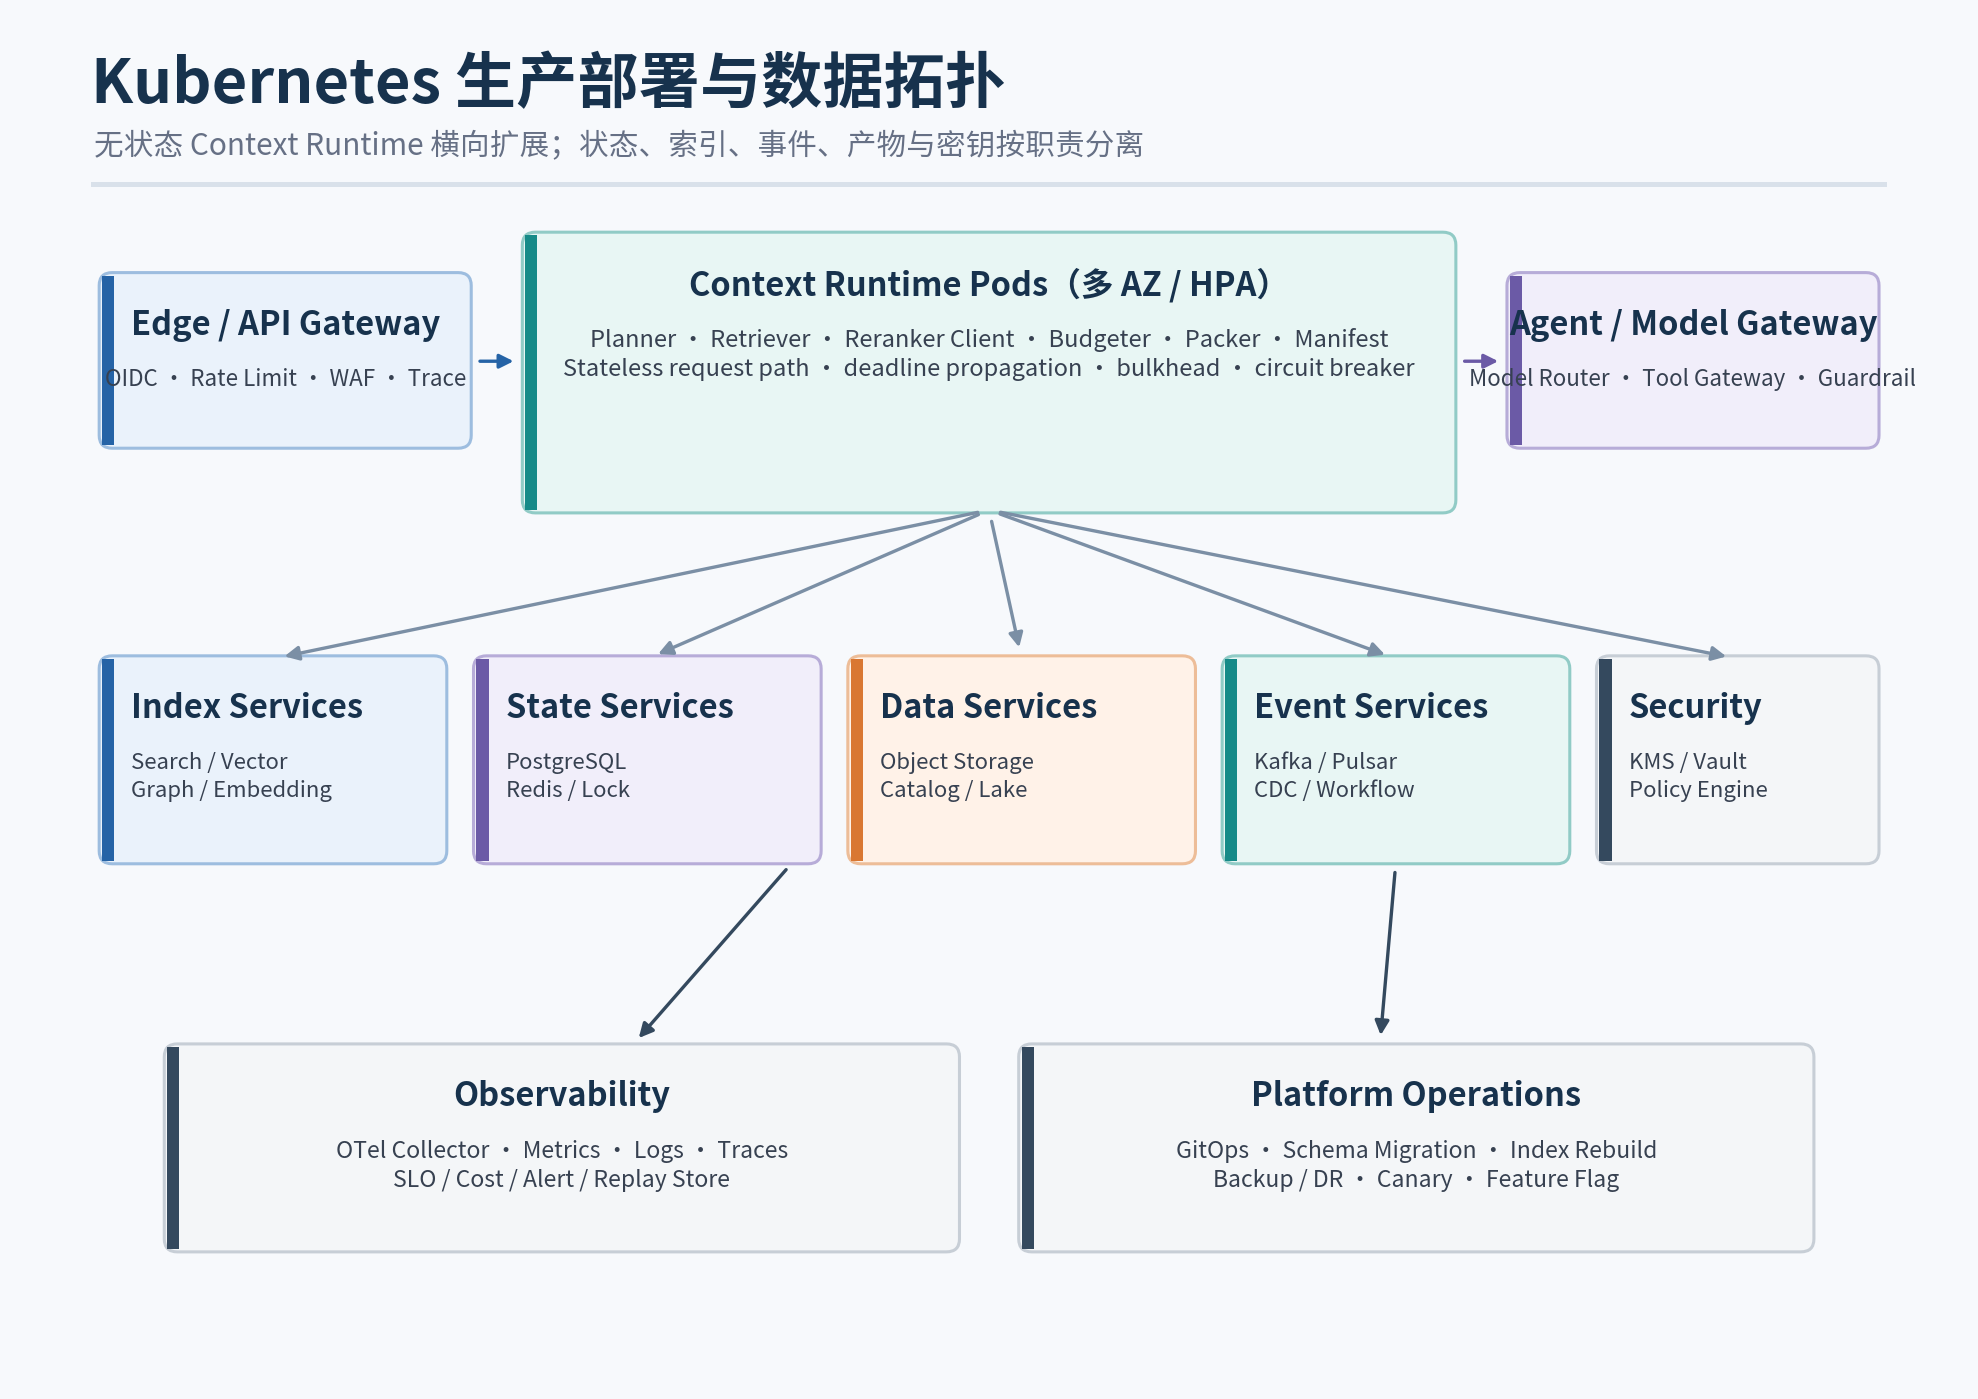 Kubernetes 生产部署与数据拓扑
无状态 Context Runtime 横向扩展；状态、索引、事件、产物与密钥按职责分离
Edge / API Gateway
OIDC • Rate Limit • WAF • Trace
Context Runtime Pods（多 AZ / HPA）
Planner • Retriever • Reranker Client • Budgeter • Packer • Manifest
Stateless request path • deadline propagation • bulkhead • circuit breaker
Agent / Model Gateway
Model Router • Tool Gateway • Guardrail
Index Services
Search / Vector
Graph / Embedding
State Services
PostgreSQL
Redis / Lock
Data Services
Object Storage
Catalog / Lake
Event Services
Kafka / Pulsar
CDC / Workflow
Security
KMS / Vault
Policy Engine
Observability
OTel Collector • Metrics • Logs • Traces
SLO / Cost / Alert / Replay Store
Platform Operations
GitOps • Schema Migration • Index Rebuild
Backup / DR • Canary • Feature Flag